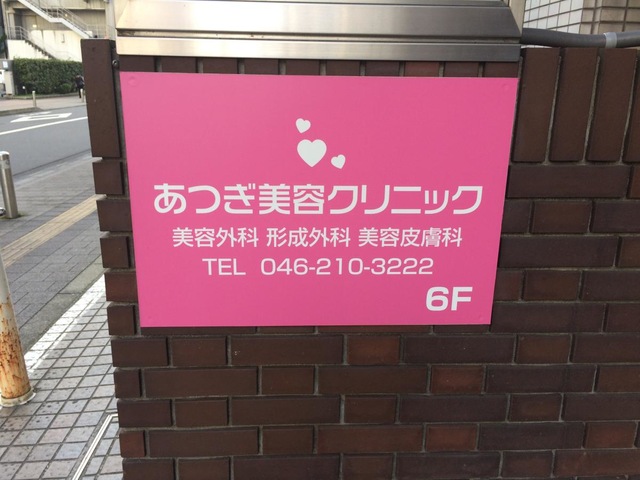 あつぎ美容クリニック
美容外科 形成外科 美容皮膚科
TEL 046-210-3222
6F